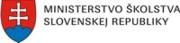 MINISTERSTVO ŠKOLSTVA
SLOVENSKEJ REPUBLIKY